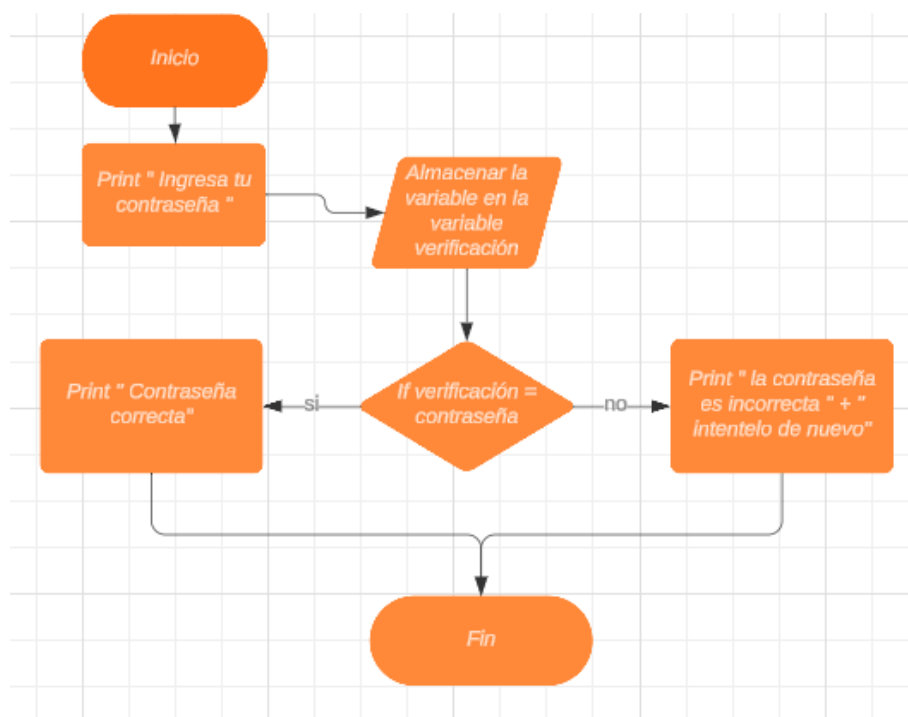 Inicio
Print " Ingresa tu
contraseña "
Almacenar la
variable en la
variable
verificación
If verificación =
contraseña
si
Print " Contraseña
correcta"
no
Print " la contraseña
es incorrecta " + "
intentelo de nuevo"
Fin